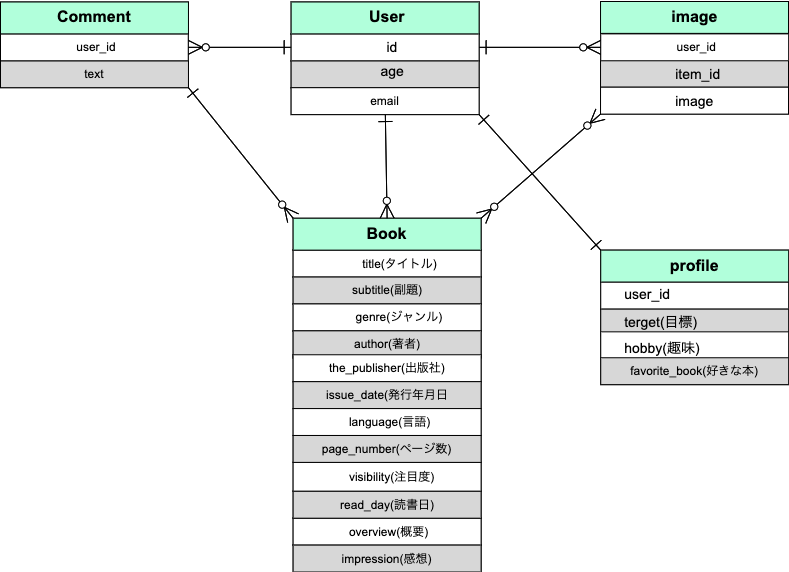 Comment
user_id
text
User
id
age
email
image
user_id
item_id
image
Book
title(タイトル)
subtitle(副題)
genre(ジャンル)
author(著者)
the_publisher(出版社)
issue_date(発行年月日
language(言語)
page_number(ページ数)
visibility(注目度)
read_day(読書日)
overview(概要)
impression(感想)
profile
user_id
terget(目標)
hobby(趣味)
favorite_book(好きな本)